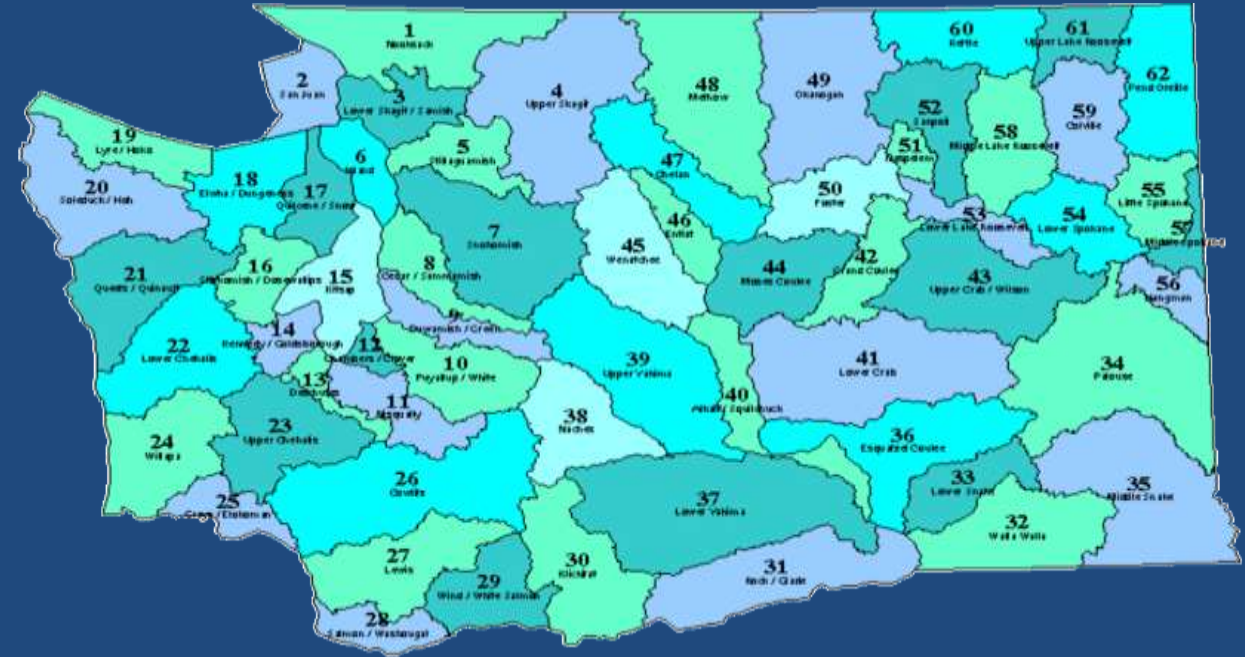 1
Nooksack
2
San Juan
3
Lower Skagit / Samish
4
Upper Skagit
5
Stillaguamish
6
Island
7
Snohomish
8
Cedar / Sammamish
9
Duwamish / Green
10
Puyallup / White
11
Nisqually
12
Chambers / Clover
13
Deschutes
14
Kennedy / Goldsborough
15
Kitsap
16
Skokomish / Dosewallips
17
Quilcene / Snow
18
Elwha / Dungeness
19
Lyre / Hoko
20
Soleduck / Hoh
21
Queets / Quinault
22
Lower Chehalis
23
Upper Chehalis
24
Willapa
25
Grays / Elohoman
26
Cowlitz
27
Lewis
28
Salmon / Washougal
29
Wind / White Salmon
30
Klickitat
31
Rock / Glade
32
Walla Walla
33
Lower Snake
34
Palouse
35
Middle Snake
36
Esquatzel Coulee
37
Lower Yakima
38
Naches
39
Upper Yakima
40
Alkali / Squilchuck
41
Lower Crab
42
Grand Coulee
43
Upper Crab / Wilson
44
Moses Coulee
45
Wenatchee
46
Entiat
47
Chelan
48
Methow
49
Okanogan
50
Foster
51
Nespelem
52
Sanpoil
53
Lower Lake Roosevelt
54
Lower Spokane
55
Little Spokane
56
Hangman
57
58
Middle Lake Roosevelt
59
Colville
60
Kettle
61
Upper Lake Roosevelt
62
Pend Oreille